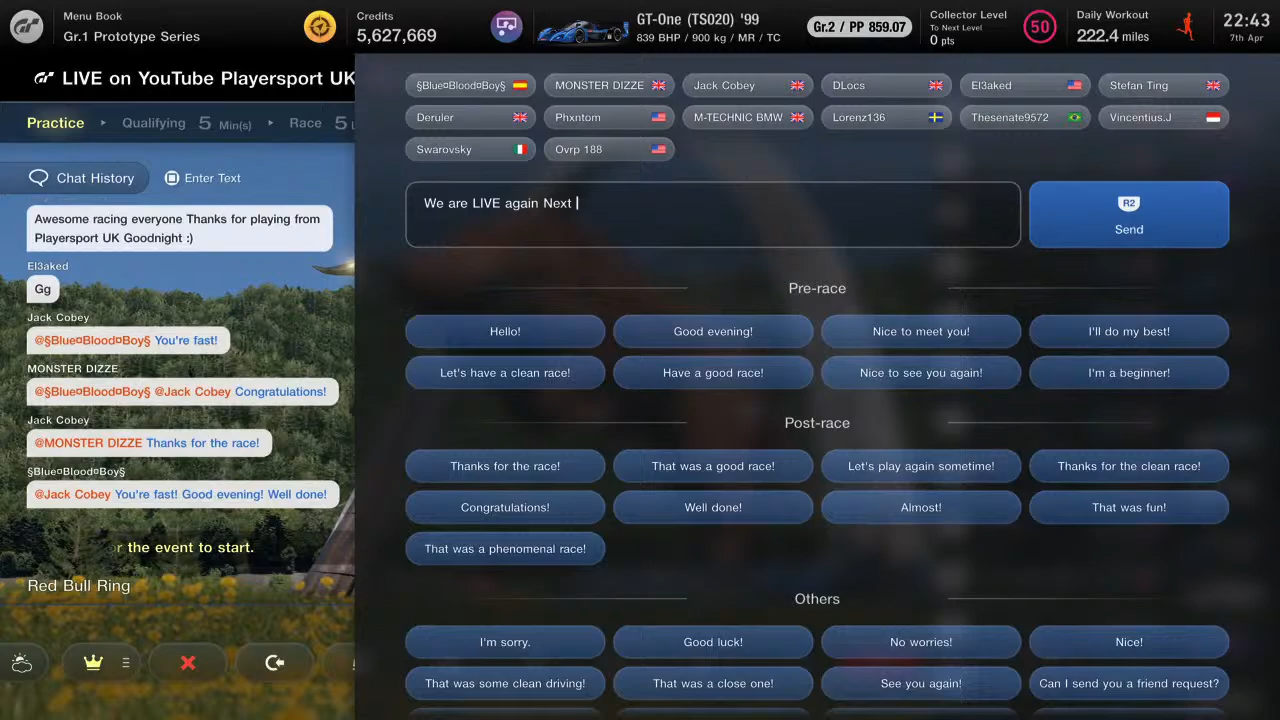 Menu Book
Gr.1 Prototype Series
Credits
5,627,669
GT-One (TS020) '99
839 BHP / 900 kg / MR / TC
Gr.2 / PP 859.07
Collector Level
To Next Level
0 pts
50
Daily Workout
222.4 miles
22:43
7th Apr
LIVE on YouTube Playersport UK
Practice
Qualifying 5 Min(s)
Race 5
Chat History
Enter Text
Awesome racing everyone Thanks for playing from
Playersport UK Goodnight :)
El3aked
Gg
Jack Cobey
@§Blue¤Blood¤Boy§ You're fast!
MONSTER DIZZE
@§Blue¤Blood¤Boy§ @Jack Cobey Congratulations!
Jack Cobey
@MONSTER DIZZE Thanks for the race!
§Blue¤Blood¤Boy§
@Jack Cobey You're fast! Good evening! Well done!
r the event to start.
Red Bull Ring
§Blue¤Blood¤Boy§
MONSTER DIZZE
Jack Cobey
DLocs
El3aked
Stefan Ting
Deruler
Phxntom
M-TECHNIC BMW
Lorenz136
Thesenate9572
Vincentius.J
Swarovsky
Ovrp 188
We are LIVE again Next
R2
Send
Pre-race
Hello!
Good evening!
Nice to meet you!
I'll do my best!
Let's have a clean race!
Have a good race!
Nice to see you again!
I'm a beginner!
Post-race
Thanks for the race!
That was a good race!
Let's play again sometime!
Thanks for the clean race!
Congratulations!
Well done!
Almost!
That was fun!
That was a phenomenal race!
Others
I'm sorry.
Good luck!
No worries!
Nice!
That was some clean driving!
That was a close one!
See you again!
Can I send you a friend request?